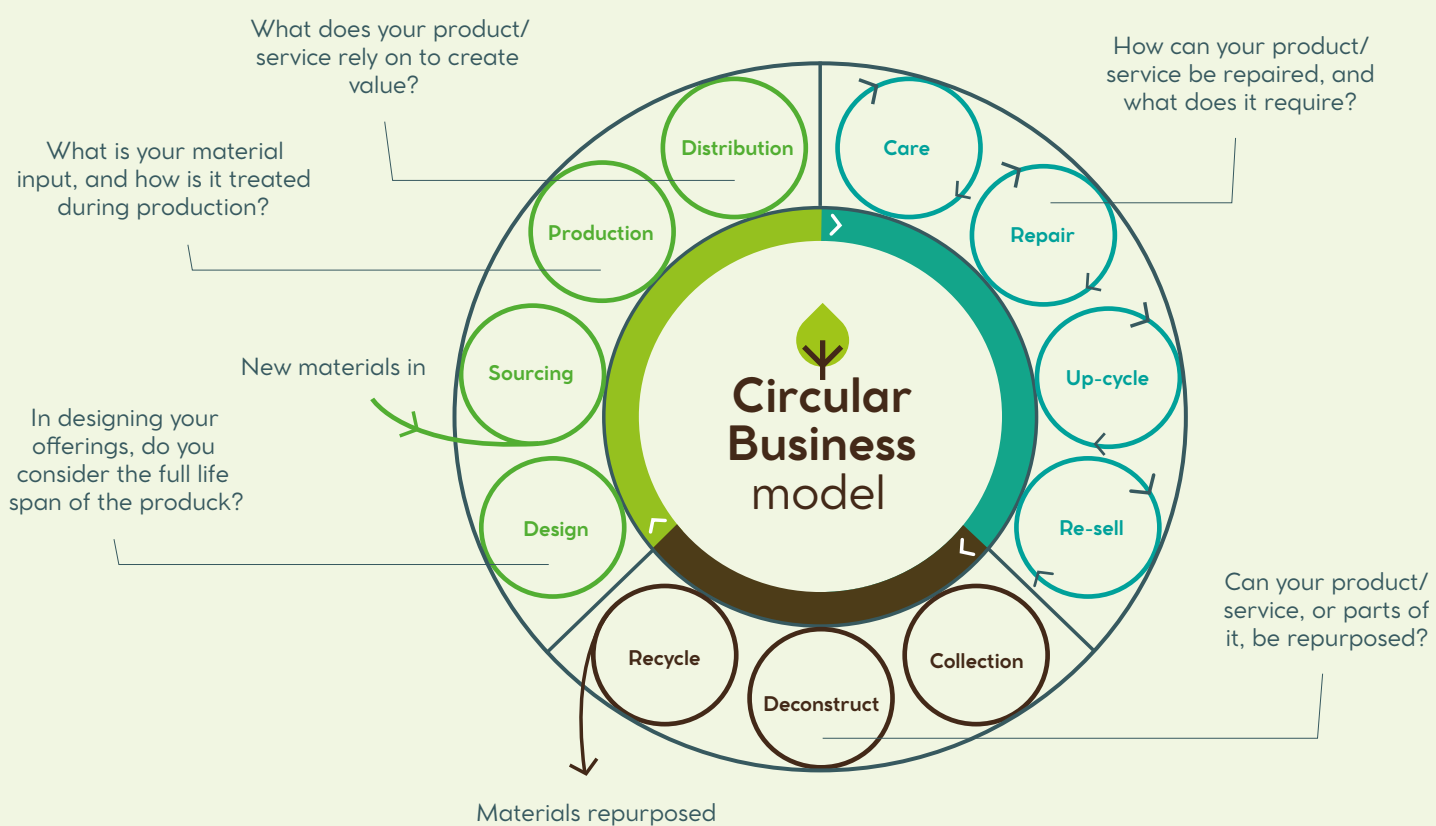 What does your product/
service rely on to create
value?
How can your product/
service be repaired, and
what does it require?
What is your material
input, and how is it treated
during production?
New materials in
In designing your
offerings, do you
consider the full life
span of the produck?
Distribution
Production
Sourcing
Design
Care
Repair
Up-cycle
Re-sell
Circular
Business
model
Recycle
Deconstruct
Collection
Can your product/
service, or parts of
it, be repurposed?
Materials repurposed